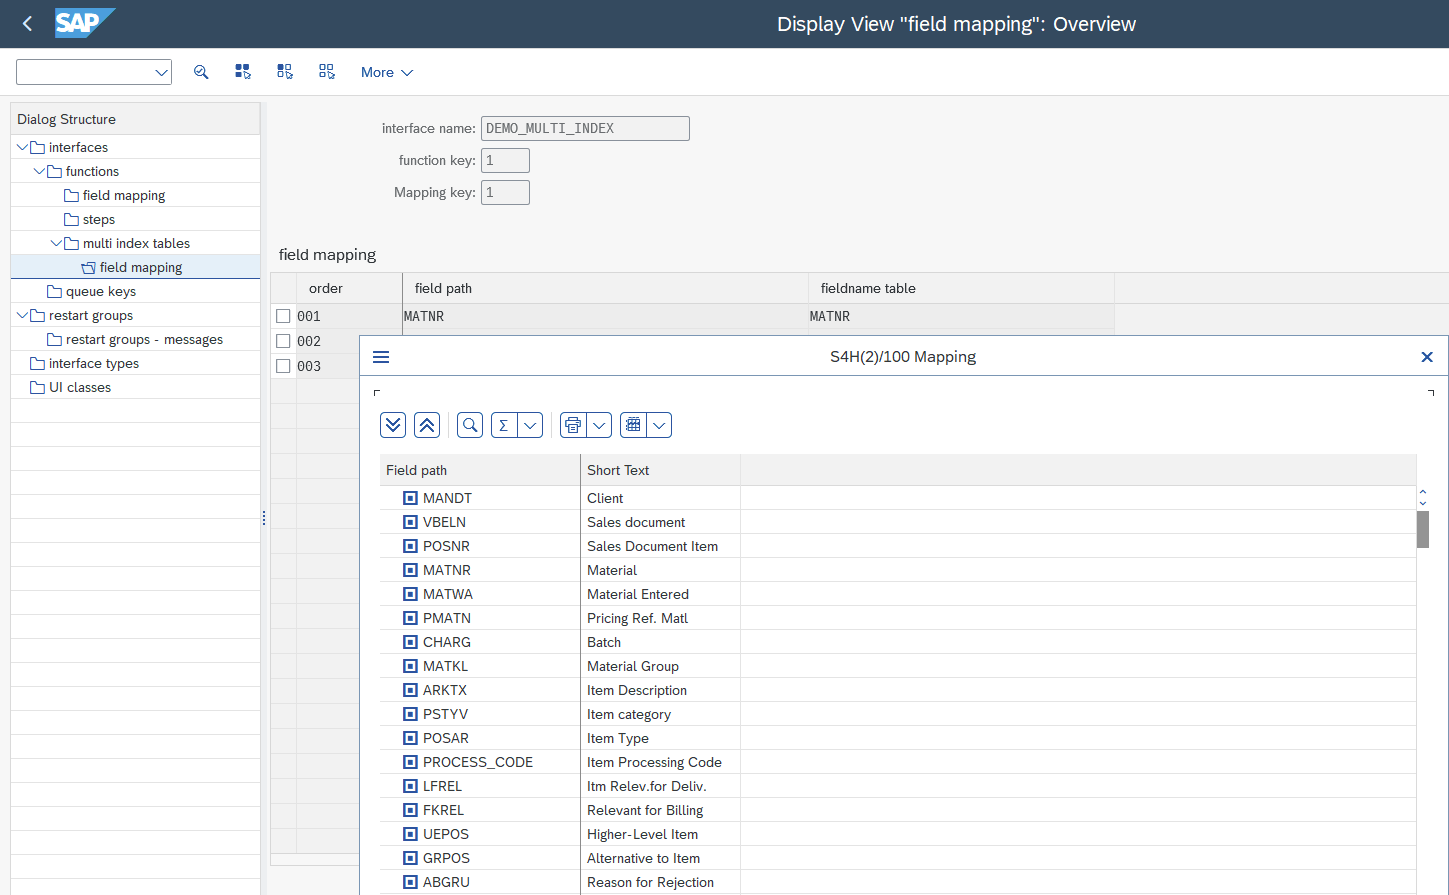 SAP
Display View "field mapping": Overview
More
Dialog Structure
interfaces
functions
field mapping
steps
multi index tables
field mapping
queue keys
restart groups
restart groups - messages
interface types
UI classes
interface name: DEMO_MULTI_INDEX
function key: 1
Mapping key: 1
field mapping
order field path fieldname table
001 MATNR MATNR
002
003
S4H(2)/100 Mapping
Field path Short Text
MANDT Client
VBELN Sales document
POSNR Sales Document Item
MATNR Material
MATWA Material Entered
PMATN Pricing Ref. Matl
CHARG Batch
MATKL Material Group
ARKTX Item Description
PSTYV Item category
POSAR Item Type
PROCESS_CODE Item Processing Code
LFREL Itm Relev.for Deliv.
FKREL Relevant for Billing
UEPOS Higher-Level Item
GRPOS Alternative to Item
ABGRU Reason for Rejection